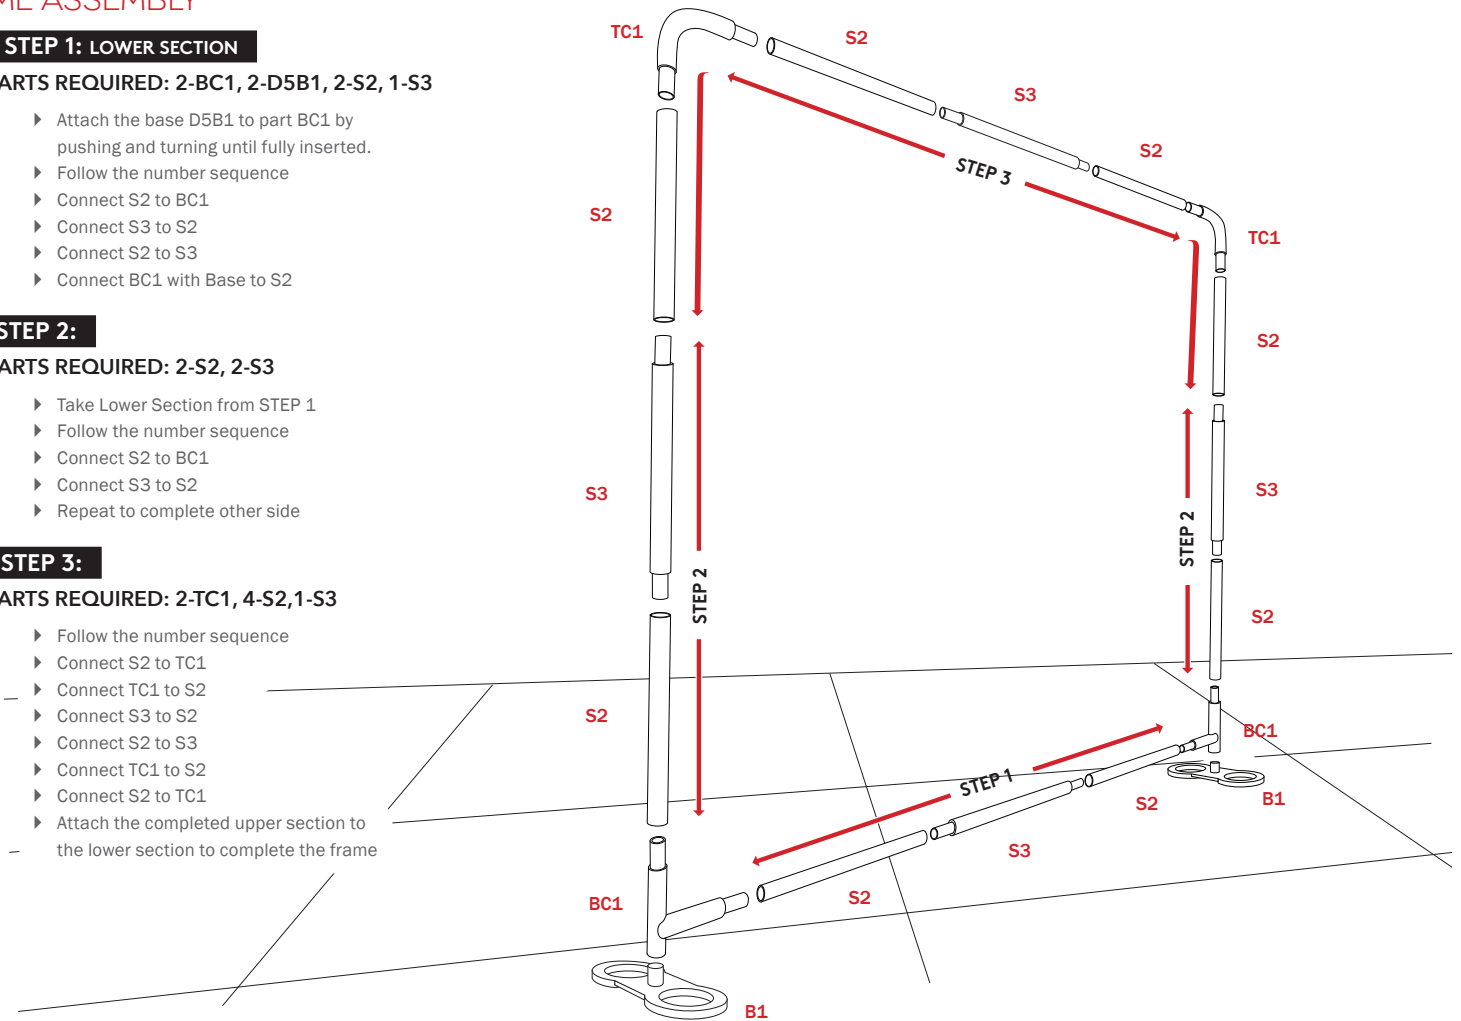 ME ASSEMBLY
STEP 1: LOWER SECTION
ARTS REQUIRED: 2-BC1, 2-D5B1, 2-S2, 1-S3
Attach the base D5B1 to part BC1 by
pushing and turning until fully inserted.
Follow the number sequence
Connect S2 to BC1
Connect S3 to S2
Connect S2 to S3
Connect BC1 with Base to S2
STEP 2:
ARTS REQUIRED: 2-S2, 2-S3
Take Lower Section from STEP 1
Follow the number sequence
Connect S2 to BC1
Connect S3 to S2
Repeat to complete other side
STEP 3:
ARTS REQUIRED: 2-TC1, 4-S2,1-S3
Follow the number sequence
Connect S2 to TC1
Connect TC1 to S2
Connect S3 to S2
Connect S2 to S3
Connect TC1 to S2
Connect S2 to TC1
Attach the completed upper section to
the lower section to complete the frame
TC1
S2
S3
S2
STEP 3
TC1
S2
S2
S3
S3
STEP 2
STEP 2
S2
S2
BC1
STEP 1
S2
B1
S3
S2
BC1
B1